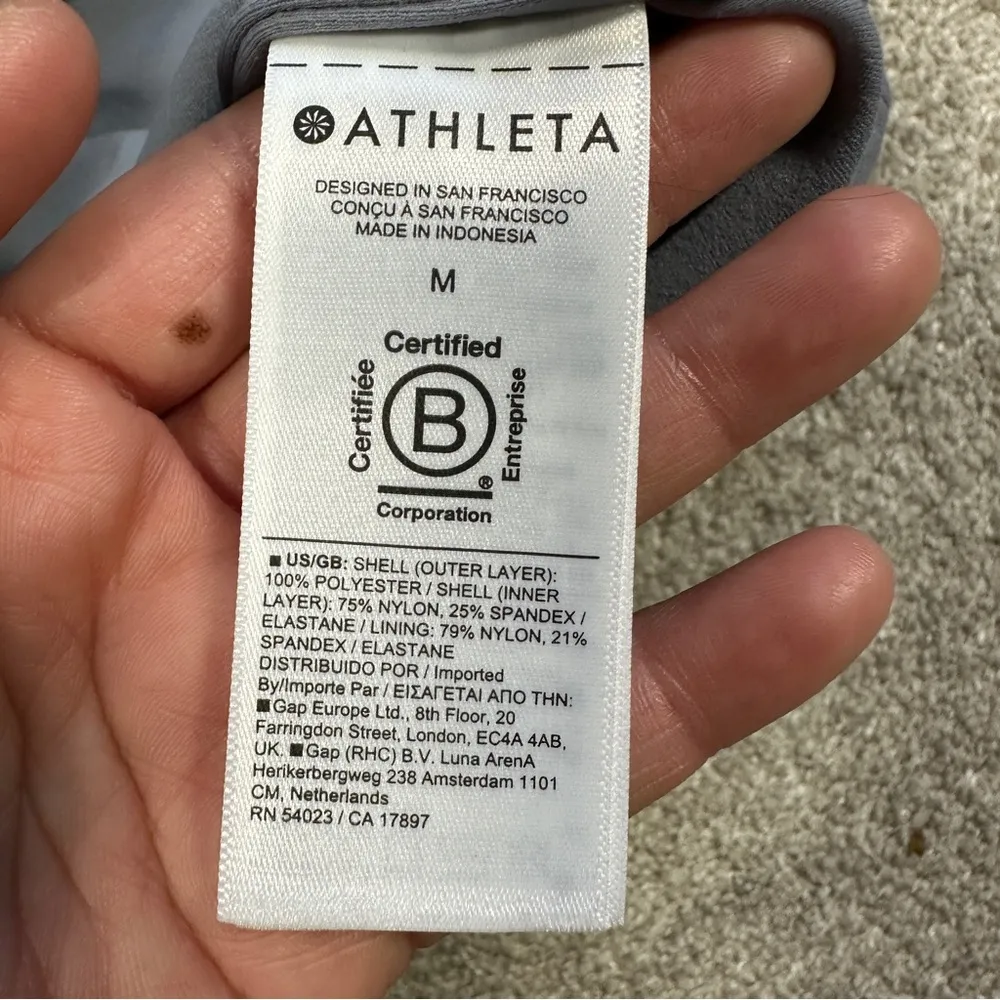 ATHLETA
DESIGNED IN SAN FRANCISCO
CONÇU À SAN FRANCISCO
MADE IN INDONESIA
M
Certified
Certifiée
B
Entreprise
®
Corporation
■ US/GB: SHELL (OUTER LAYER):
100% POLYESTER / SHELL (INNER
LAYER): 75% NYLON, 25% SPANDEX /
ELASTANE / LINING: 79% NYLON, 21%
SPANDEX / ELASTANE
DISTRIBUIDO POR / Imported
By/Importe Par / ΕΙΣΑΓΕΤΑΙ ΑΠΟ ΤΗΝ:
■Gap Europe Ltd., 8th Floor, 20
Farringdon Street, London, EC4A 4AB,
UK. ■Gap (RHC) B.V. Luna ArenA
Herikerbergweg 238 Amsterdam 1101
CM, Netherlands
RN 54023 / CA 17897